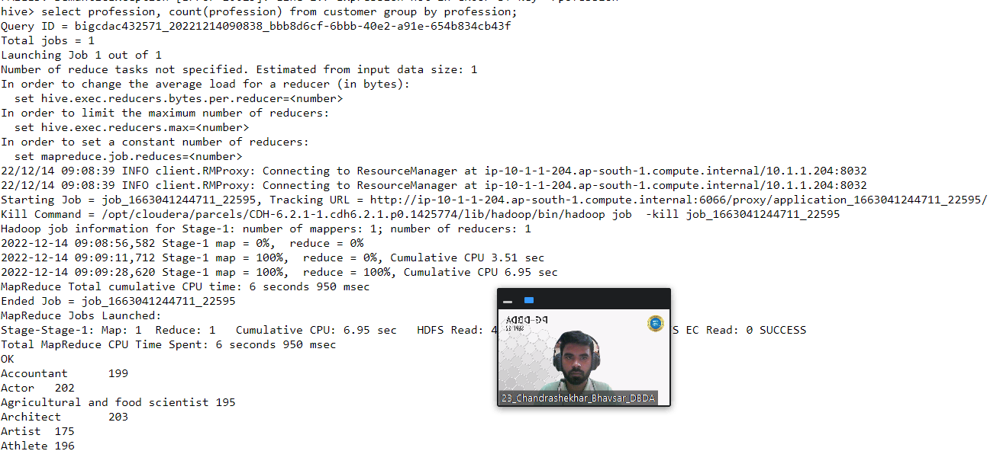 hive> select profession, count(profession) from customer group by profession;
Query ID = bigcdac432571_20221214090838_bbb8d6cf-6bbb-40e2-a91e-654b834cb43f
Total jobs = 1
Launching Job 1 out of 1
Number of reduce tasks not specified. Estimated from input data size: 1
In order to change the average load for a reducer (in bytes):
  set hive.exec.reducers.bytes.per.reducer=<number>
In order to limit the maximum number of reducers:
  set hive.exec.reducers.max=<number>
In order to set a constant number of reducers:
  set mapreduce.job.reduces=<number>
22/12/14 09:08:39 INFO client.RMProxy: Connecting to ResourceManager at ip-10-1-1-204.ap-south-1.compute.internal/10.1.1.204:8032
22/12/14 09:08:39 INFO client.RMProxy: Connecting to ResourceManager at ip-10-1-1-204.ap-south-1.compute.internal/10.1.1.204:8032
Starting Job = job_1663041244711_22595, Tracking URL = http://ip-10-1-1-204.ap-south-1.compute.internal:6066/proxy/application_1663041244711_22595/
Kill Command = /opt/cloudera/parcels/CDH-6.2.1-1.cdh6.2.1.p0.1425774/lib/hadoop/bin/hadoop job  -kill job_1663041244711_22595
Hadoop job information for Stage-1: number of mappers: 1; number of reducers: 1
2022-12-14 09:08:56,582 Stage-1 map = 0%,  reduce = 0%
2022-12-14 09:09:11,712 Stage-1 map = 100%,  reduce = 0%, Cumulative CPU 3.51 sec
2022-12-14 09:09:28,620 Stage-1 map = 100%,  reduce = 100%, Cumulative CPU 6.95 sec
MapReduce Total cumulative CPU time: 6 seconds 950 msec
Ended Job = job_1663041244711_22595
MapReduce Jobs Launched:
Stage-Stage-1: Map: 1  Reduce: 1   Cumulative CPU: 6.95 sec   HDFS Read: 4 S EC Read: 0 SUCCESS
Total MapReduce CPU Time Spent: 6 seconds 950 msec
OK
Accountant      199
Actor   202
Agricultural and food scientist 195
Architect       203
Artist  175
Athlete 196
PG-DBDA
23_Chandrashekhar_Bhavsar_DBDA